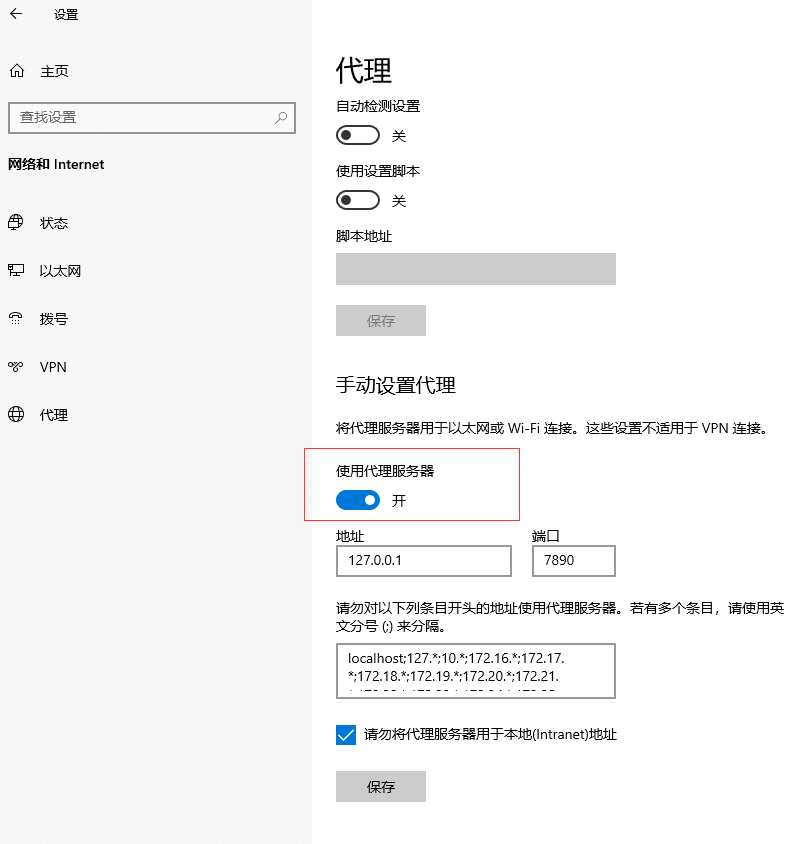 设置
主页
查找设置
网络和 Internet
状态
以太网
拨号
VPN
代理
代理
自动检测设置
关
使用设置脚本
关
脚本地址
保存
手动设置代理
将代理服务器用于以太网或 Wi-Fi 连接。这些设置不适用于 VPN 连接。
使用代理服务器
开
地址 端口
127.0.0.1 7890
请勿对以下列条目开头的地址使用代理服务器。若有多个条目，请使用英
文分号 (;) 来分隔。
localhost;127.*;10.*;172.16.*;172.17.
*;172.18.*;172.19.*;172.20.*;172.21.
请勿将代理服务器用于本地(Intranet)地址
保存